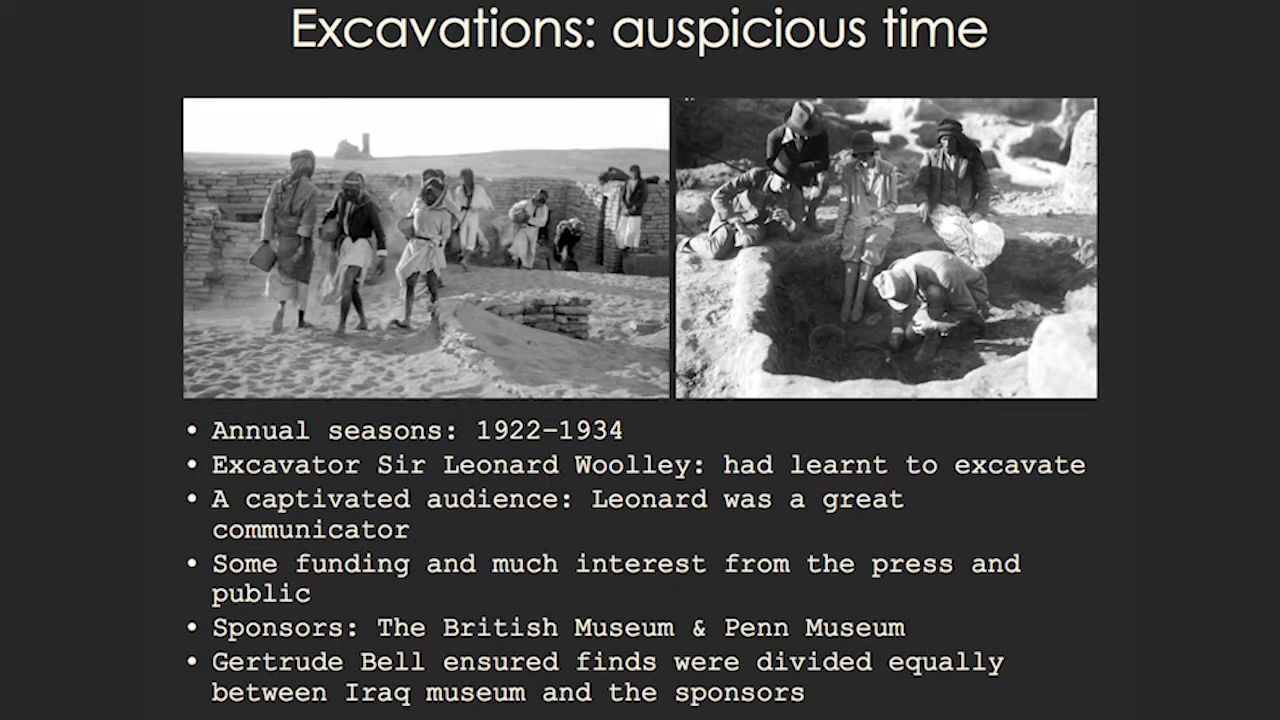 Excavations: auspicious time
• Annual seasons: 1922–1934
• Excavator Sir Leonard Woolley: had learnt to excavate
• A captivated audience: Leonard was a great
communicator
• Some funding and much interest from the press and
public
• Sponsors: The British Museum & Penn Museum
• Gertrude Bell ensured finds were divided equally
between Iraq museum and the sponsors